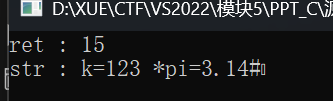 D:\XUE\CTF\VS2022\模块5\PPT_C\源
ret : 15
str : k=123 *pi=3.14#